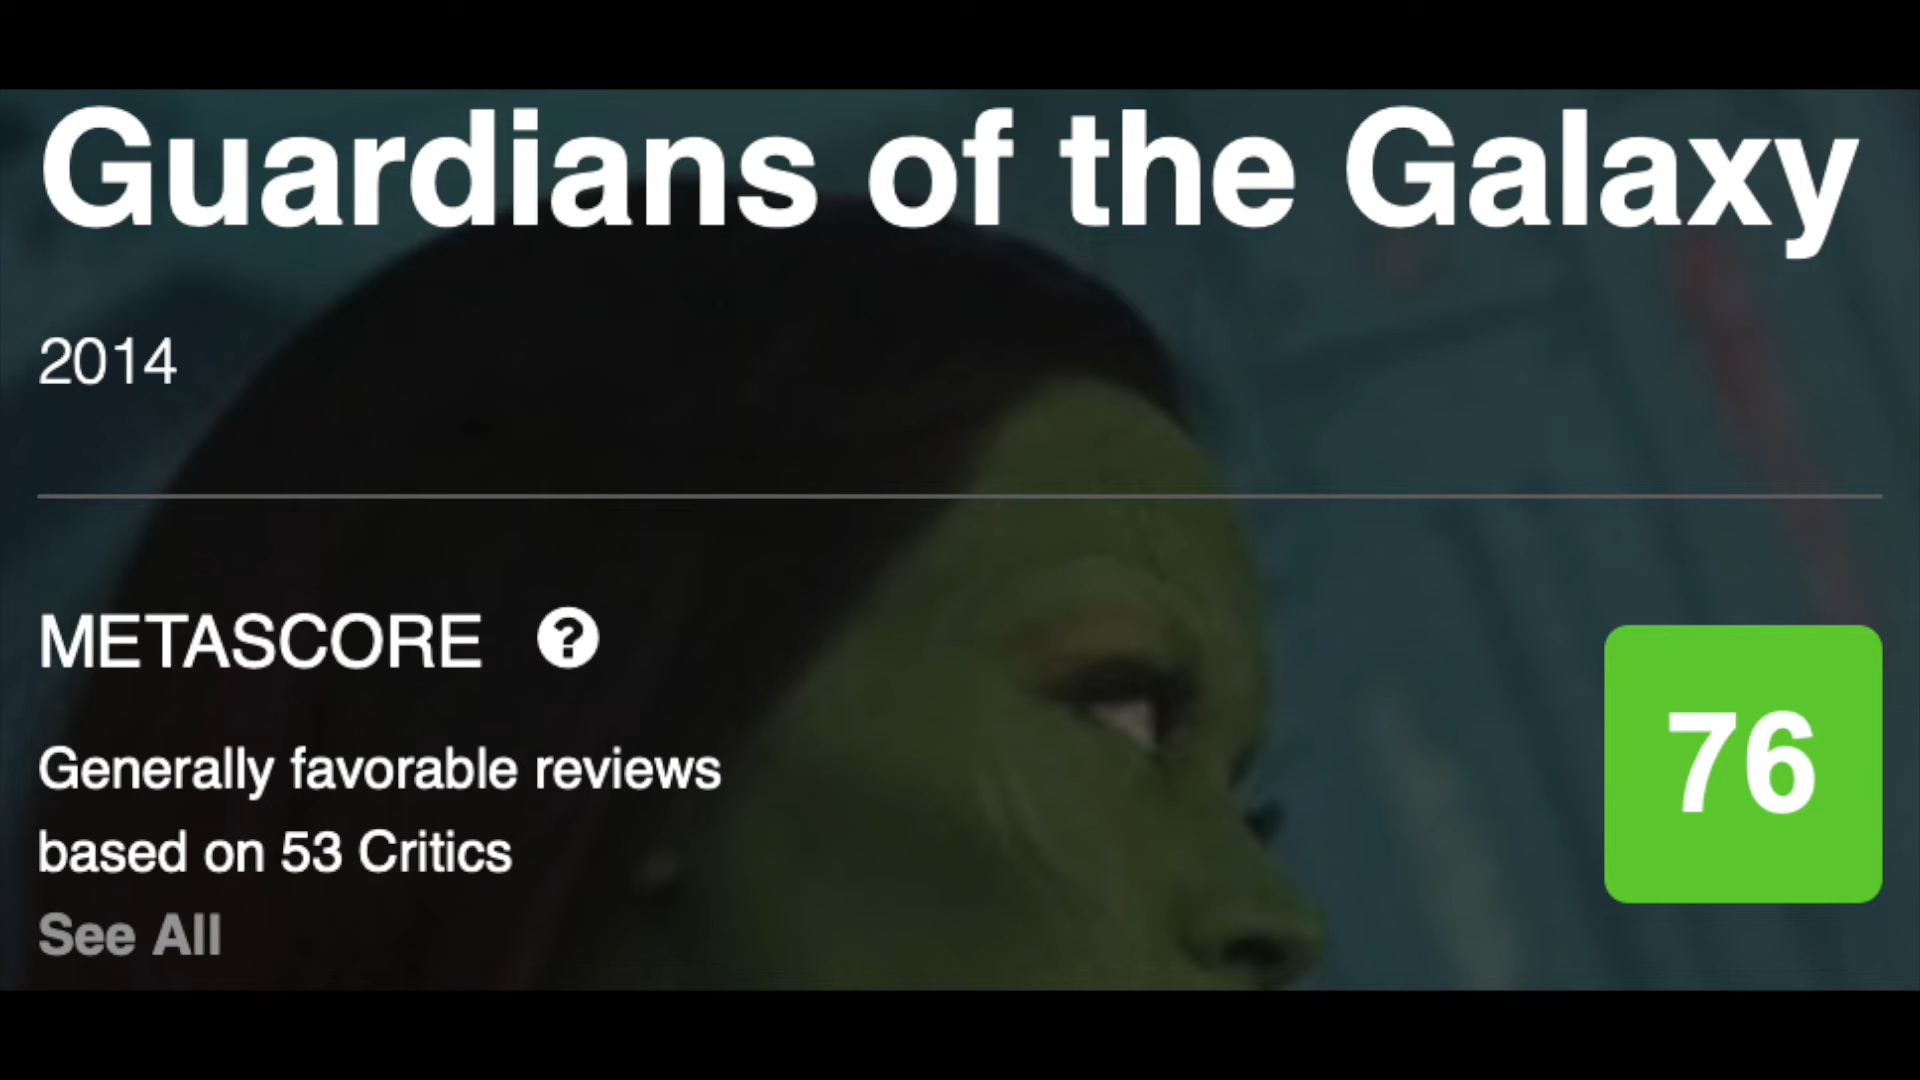 Guardians of the Galaxy
2014
METASCORE ?
76
Generally favorable reviews
based on 53 Critics
See All